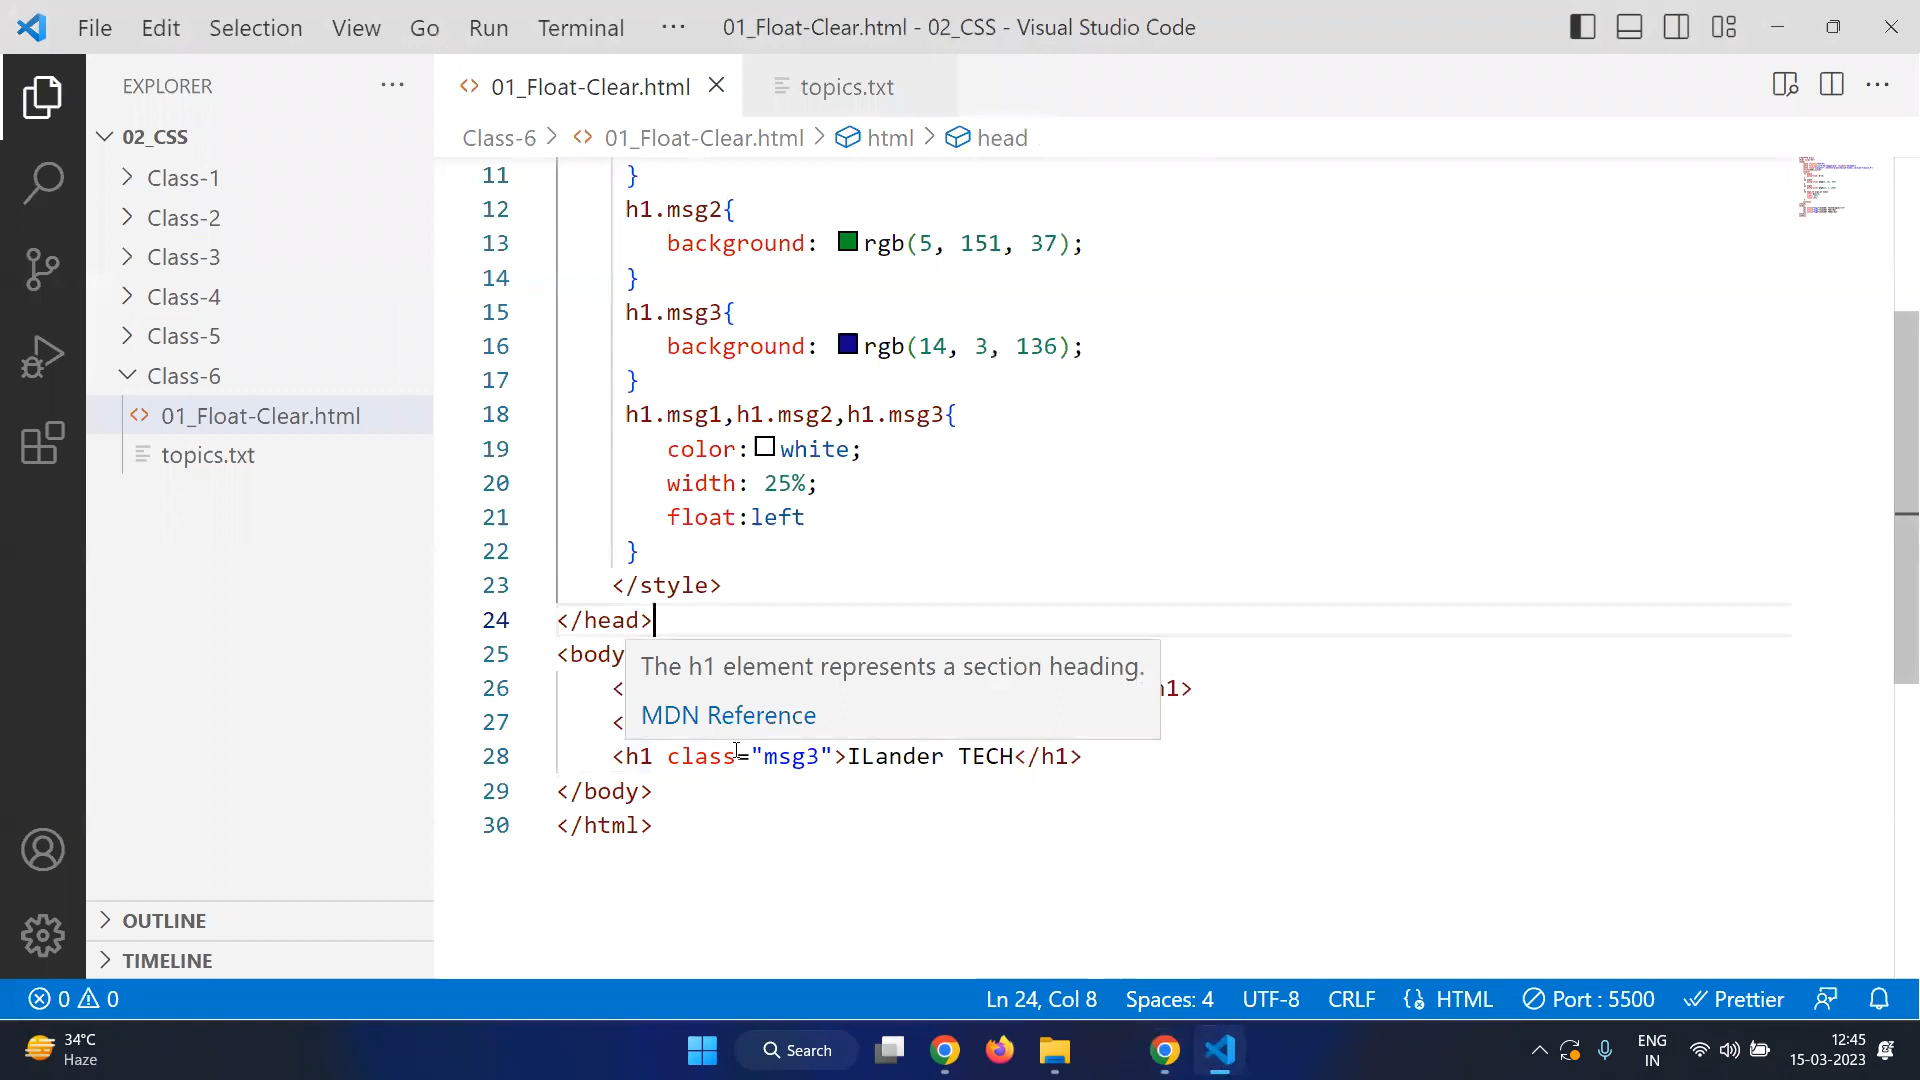 File Edit Selection View Go Run Terminal ··· 01_Float-Clear.html - 02_CSS - Visual Studio Code
EXPLORER ···
02_CSS
Class-1
Class-2
Class-3
Class-4
Class-5
Class-6
01_Float-Clear.html
topics.txt
OUTLINE
TIMELINE
01_Float-Clear.html topics.txt
Class-6 > 01_Float-Clear.html > html > head
11 }
12 h1.msg2{
13 background: rgb(5, 151, 37);
14 }
15 h1.msg3{
16 background: rgb(14, 3, 136);
17 }
18 h1.msg1,h1.msg2,h1.msg3{
19 color: white;
20 width: 25%;
21 float:left
22 }
23 </style>
24 </head>
25 <body
The h1 element represents a section heading.
26 < h1>
MDN Reference
27 <
28 <h1 class="msg3">ILander TECH</h1>
29 </body>
30 </html>
0 0 Ln 24, Col 8 Spaces: 4 UTF-8 CRLF HTML Port : 5500 Prettier
34°C
Haze
Search
ENG
IN
12:45
15-03-2023